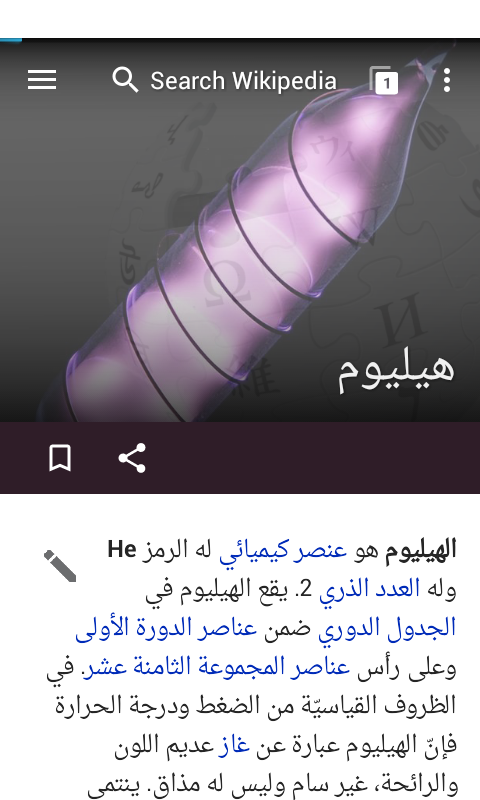 Search Wikipedia
1
هيليوم
الهيليوم هو عنصر كيميائي له الرمز He
وله العدد الذري 2. يقع الهيليوم في
الجدول الدوري ضمن عناصر الدورة الأولى
وعلى رأس عناصر المجموعة الثامنة عشر. في
الظروف القياسيّة من الضغط ودرجة الحرارة
فإنّ الهيليوم عبارة عن غاز عديم اللون
والرائحة، غير سام وليس له مذاق. ينتمي